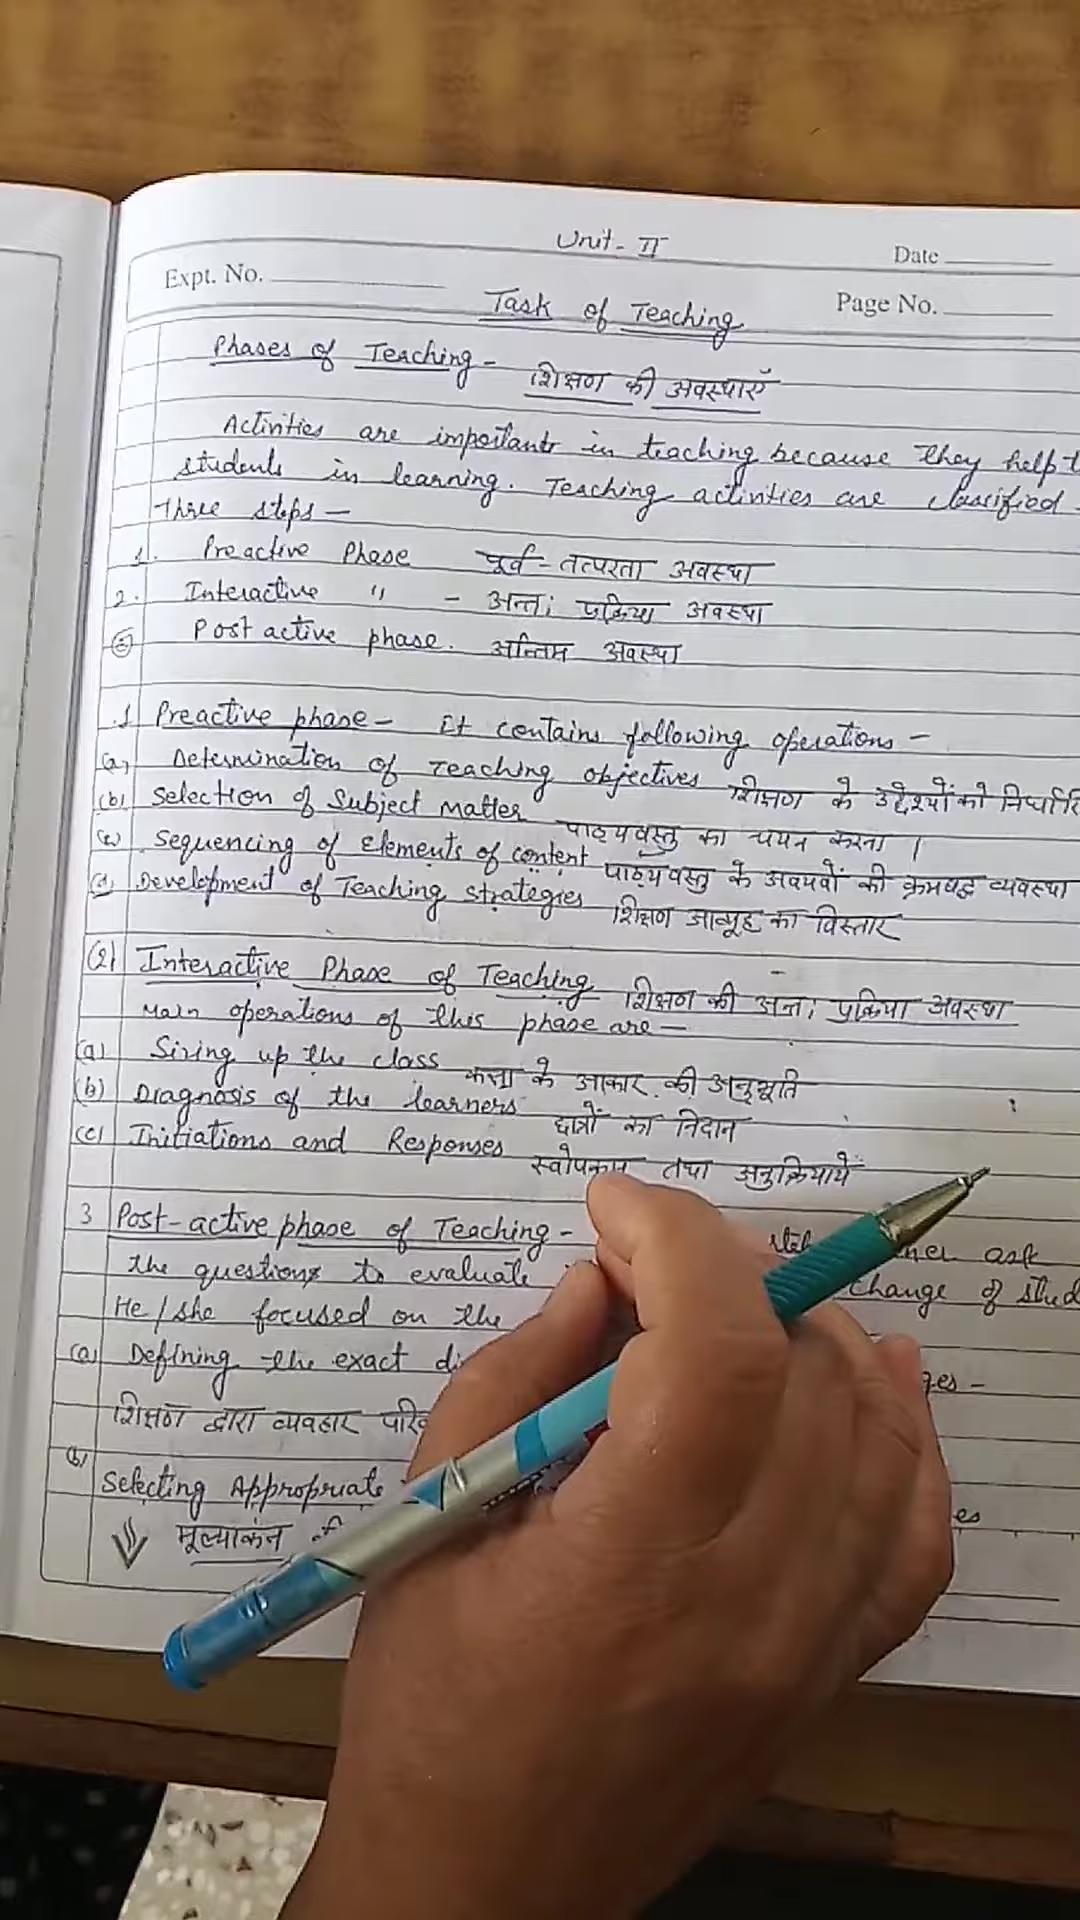 Unit - II
Date
Expt. No.
Page No.
Task of Teaching
Phases of Teaching - शिक्षण की अवस्थाएँ
Activities are importants in teaching because they help t
students in learning. Teaching activities are classified
Three steps —
1. Preactive Phase पूर्व - तत्परता अवस्था
2. Interactive " - अन्त: प्रक्रिया अवस्था
Post active phase. अन्तिम अवस्था
1 Preactive phase - It contains following operations -
(a) Determination of Teaching objectives शिक्षण के उद्देश्यों को निर्धारि
(b) Selection of Subject Matter पाठ्यवस्तु का चयन करना ।
(c) Sequencing of Elements of content पाठ्यवस्तु के अवयवों की क्रमबद्ध व्यवस्था
(d) Development of Teaching strategies शिक्षण आव्यूह का विस्तार
(2) Interactive Phase of Teaching शिक्षण की अन्त: प्रक्रिया अवस्था
Main operations of this phase are —
(a) Sizing up the class कक्षा के आकार की अनुभूति
(b) Diagnosis of the learners छात्रों का निदान
(c) Initiations and Responses तथा अनुक्रियायें
3 Post-active phase of Teaching - ask
the questions to evaluate change of stud
He/she focused on the
(a) Defining the exact di ges -
शिक्षण द्वारा व्यवहार परिव
(b) Selecting Appropriate es
मूल्याकंन